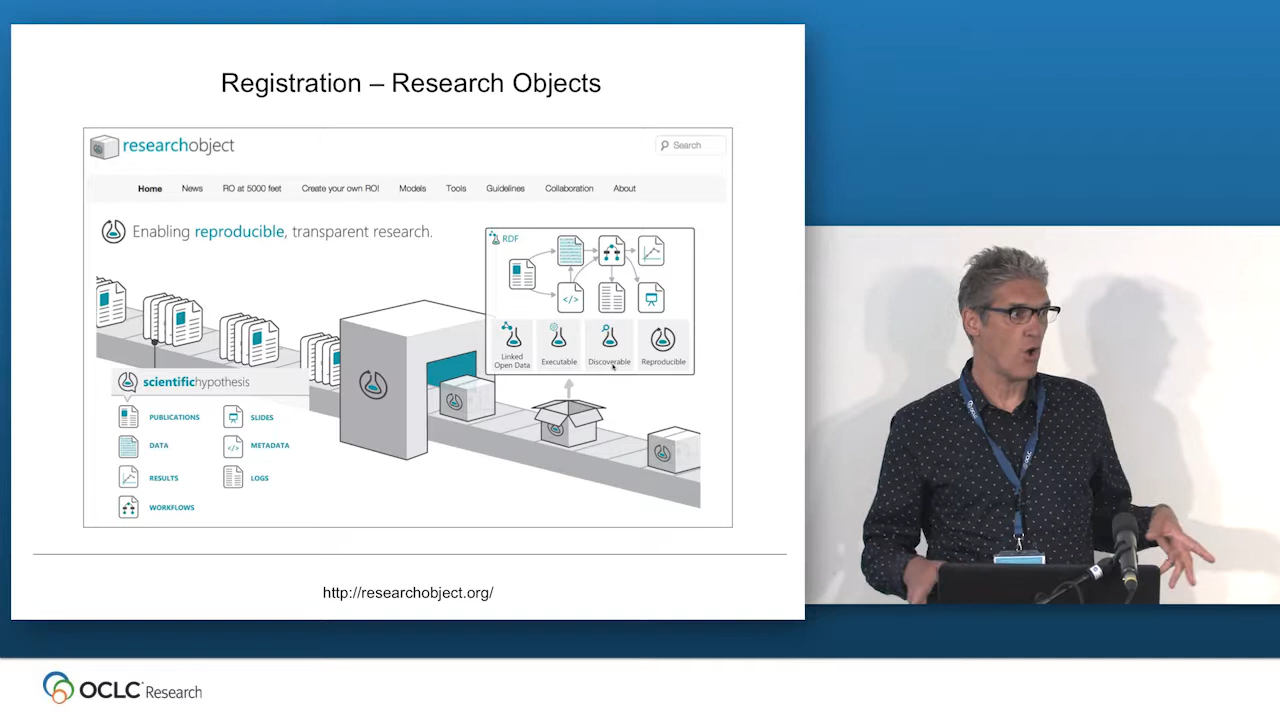 Registration – Research Objects
researchobject
Search
Home News RO at 5000 feet Create your own RO! Models Tools Guidelines Collaboration About
Enabling reproducible, transparent research.
RDF
Linked Open Data
Executable
Discoverable
Reproducible
scientifichypothesis
PUBLICATIONS
SLIDES
DATA
METADATA
RESULTS
LOGS
WORKFLOWS
http://researchobject.org/
OCLC
OCLC
OCLC Research